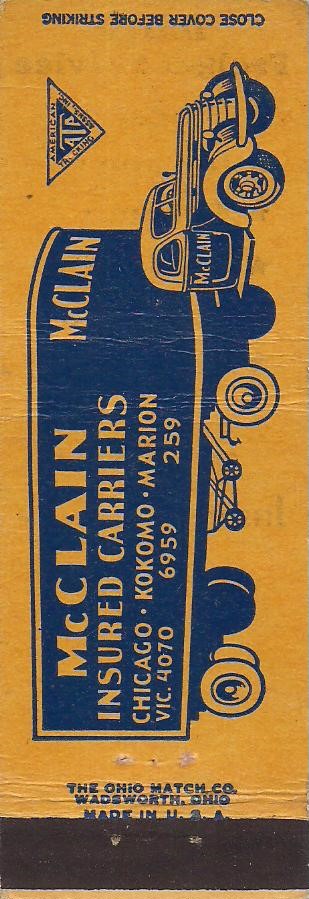 CLOSE COVER BEFORE STRIKING
AMERICAN
ATA
TRUCKING
ASSNS. INC.
McCLAIN
McCLAIN
McCLAIN
INSURED CARRIERS
CHICAGO · KOKOMO · MARION
VIC. 4070 6959 259
THE OHIO MATCH CO.
WADSWORTH, OHIO
MADE IN U. S. A.